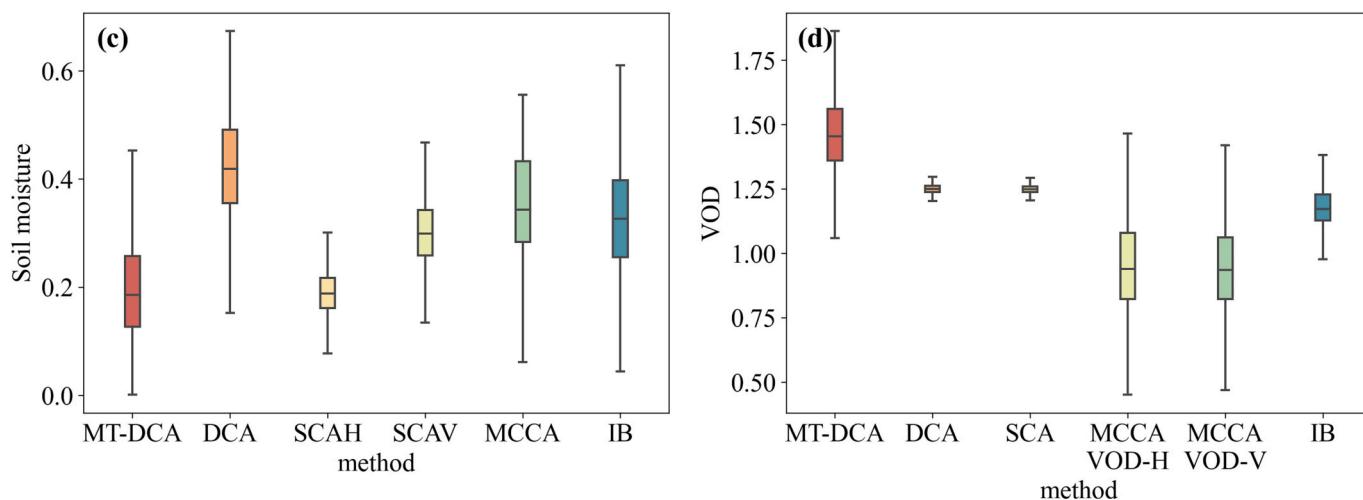 (c)
Soil moisture
0.6
0.4
0.2
0.0
MT-DCA DCA SCAH SCAV MCCA IB
method
(d)
VOD
1.75
1.50
1.25
1.00
0.75
0.50
MT-DCA DCA SCA MCCA MCCA IB
VOD-H VOD-V
method